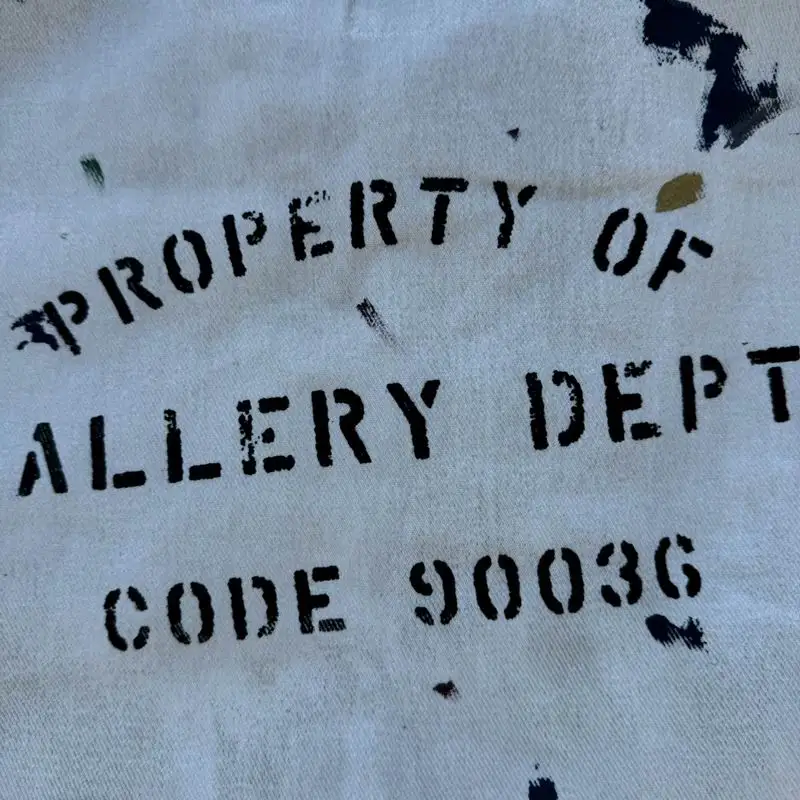 PROPERTY OF
ALLERY DEPT
CODE 90036